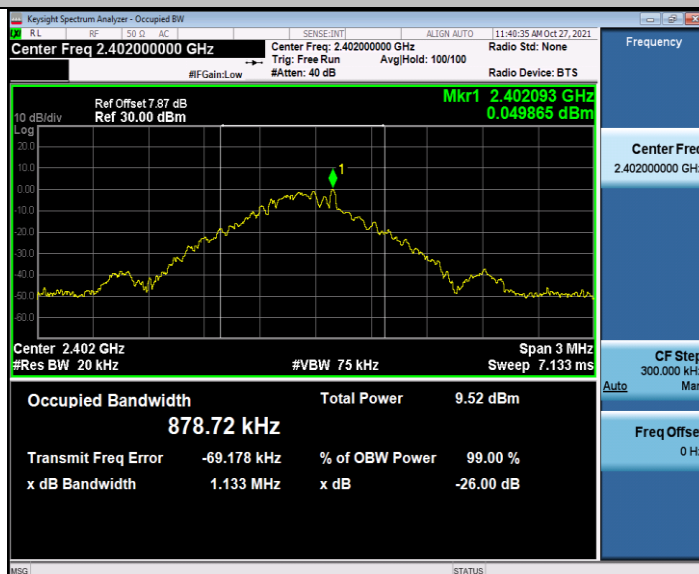 Keysight Spectrum Analyzer - Occupied BW
RL RF 50 Ω AC SENSE:INT ALIGN AUTO 11:40:35 AM Oct 27, 2021
Center Freq 2.402000000 GHz Center Freq: 2.402000000 GHz Radio Std: None Frequency
Trig: Free Run Avg|Hold: 100/100
#IFGain:Low #Atten: 40 dB Radio Device: BTS
Mkr1 2.402093 GHz
Ref Offset 7.87 dB
10 dB/div Ref 30.00 dBm 0.049865 dBm
Log
20.0
10.0
1
0.00
-10.0
-20.0
-30.0
-40.0
-50.0
-60.0
Center Freq
2.402000000 GHz
Center 2.402 GHz Span 3 MHz
#Res BW 20 kHz #VBW 75 kHz Sweep 7.133 ms
CF Step
300.000 kHz
Auto Man
Occupied Bandwidth Total Power 9.52 dBm
878.72 kHz
Transmit Freq Error -69.178 kHz % of OBW Power 99.00 %
x dB Bandwidth 1.133 MHz x dB -26.00 dB
Freq Offset
0 Hz
MSG STATUS